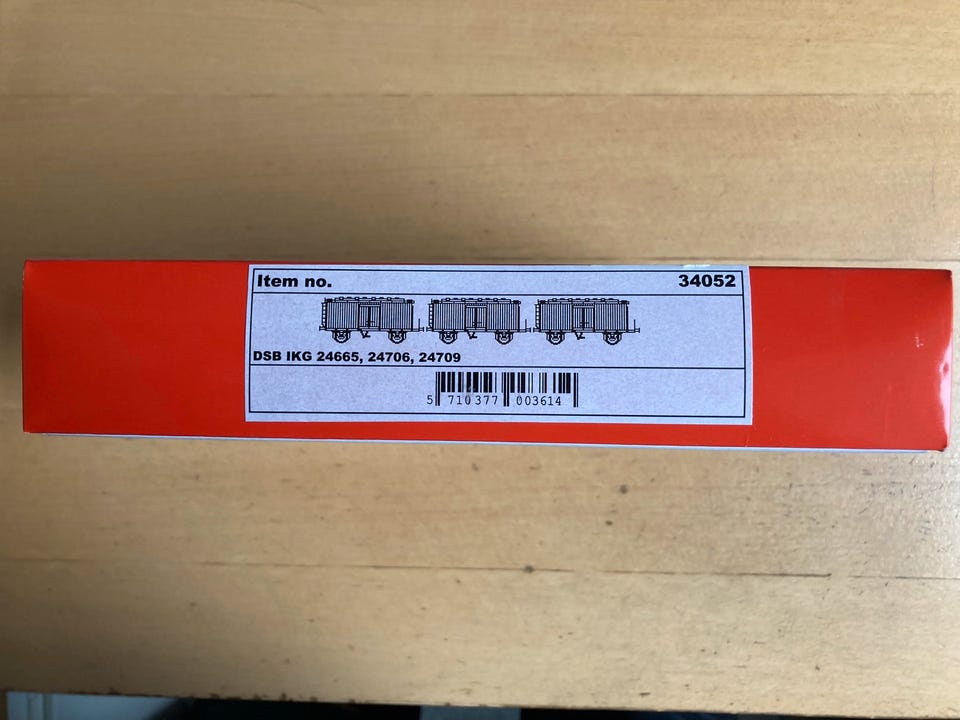 Item no. 34052
DSB IKG 24665, 24706, 24709
5 710377 003614